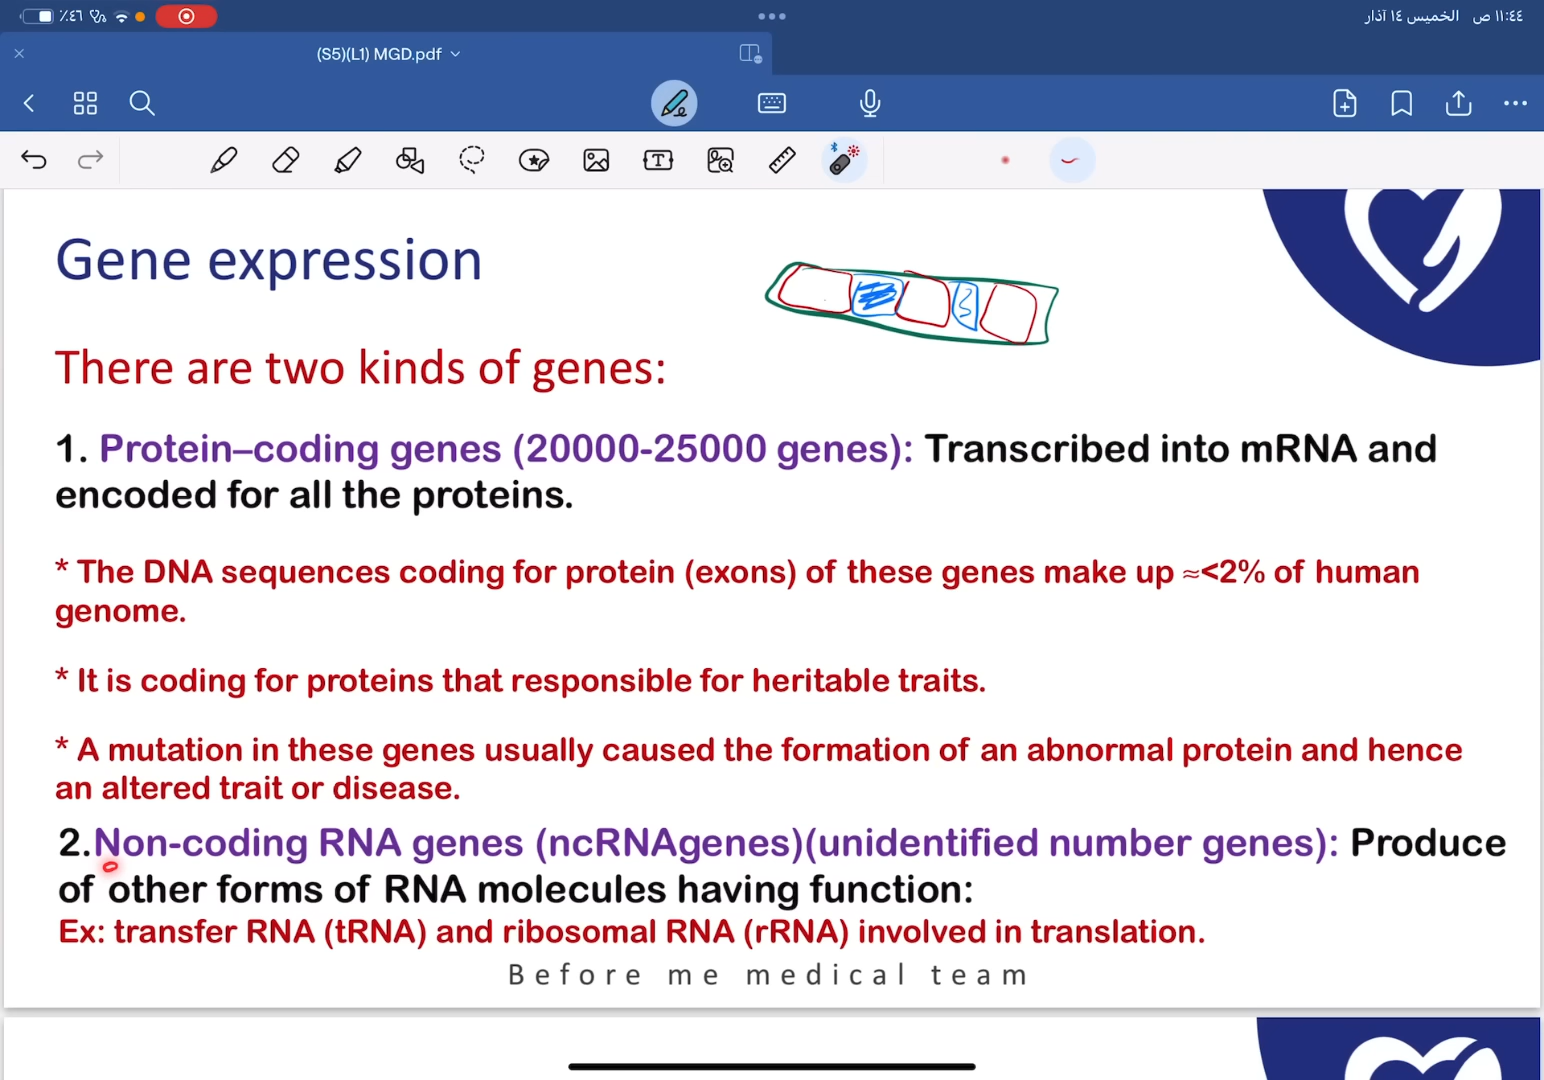 ٪٤٦
١١:٤٤ ص الخميس ١٤ آذار
(S5)(L1) MGD.pdf
T
Gene expression
There are two kinds of genes:
1. Protein–coding genes (20000-25000 genes): Transcribed into mRNA and
encoded for all the proteins.
* The DNA sequences coding for protein (exons) of these genes make up ≈<2% of human
genome.
* It is coding for proteins that responsible for heritable traits.
* A mutation in these genes usually caused the formation of an abnormal protein and hence
an altered trait or disease.
2.Non-coding RNA genes (ncRNAgenes)(unidentified number genes): Produce
of other forms of RNA molecules having function:
Ex: transfer RNA (tRNA) and ribosomal RNA (rRNA) involved in translation.
Before me medical team